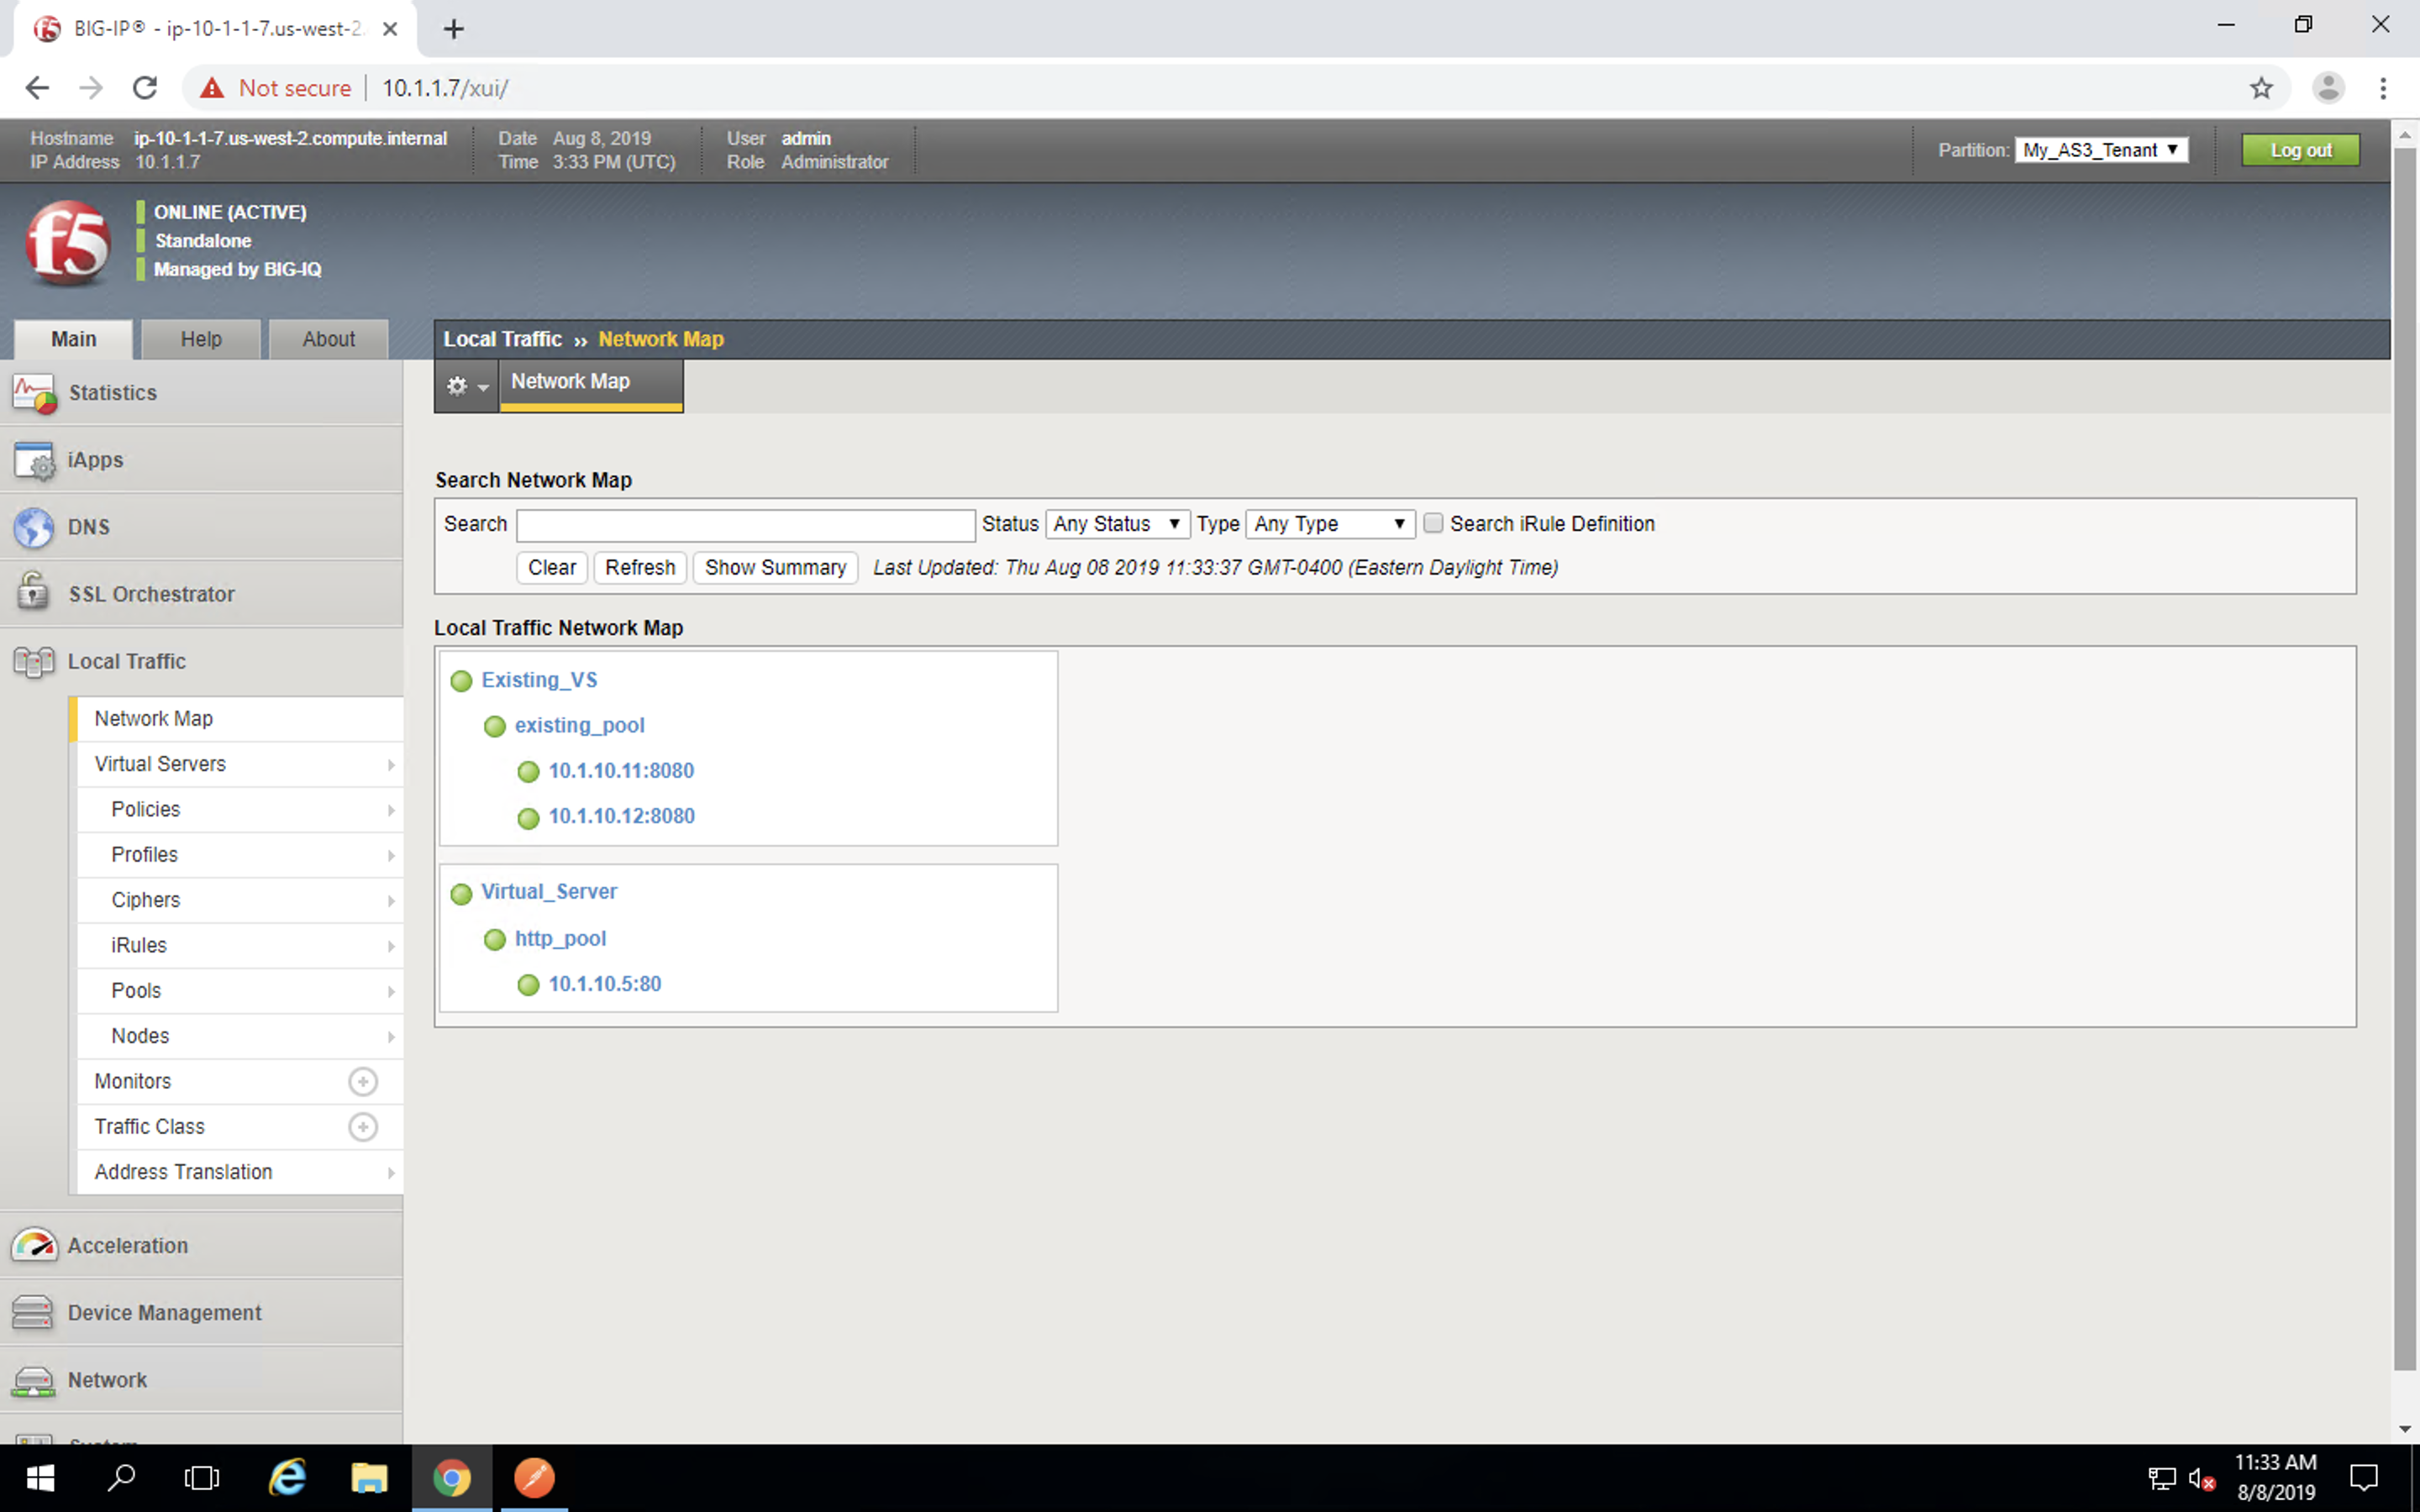 BIG-IP® - ip-10-1-1-7.us-west-2.
Not secure | 10.1.1.7/xui/
Hostname ip-10-1-1-7.us-west-2.compute.internal
IP Address 10.1.1.7
Date Aug 8, 2019
Time 3:33 PM (UTC)
User admin
Role Administrator
Partition: My_AS3_Tenant
Log out
f5
ONLINE (ACTIVE)
Standalone
Managed by BIG-IQ
Main Help About
Local Traffic ›› Network Map
Network Map
Statistics
iApps
DNS
SSL Orchestrator
Local Traffic
Network Map
Virtual Servers
Policies
Profiles
Ciphers
iRules
Pools
Nodes
Monitors
Traffic Class
Address Translation
Acceleration
Device Management
Network
Search Network Map
Search Status Any Status Type Any Type Search iRule Definition
Clear Refresh Show Summary Last Updated: Thu Aug 08 2019 11:33:37 GMT-0400 (Eastern Daylight Time)
Local Traffic Network Map
Existing_VS
existing_pool
10.1.10.11:8080
10.1.10.12:8080
Virtual_Server
http_pool
10.1.10.5:80
11:33 AM
8/8/2019